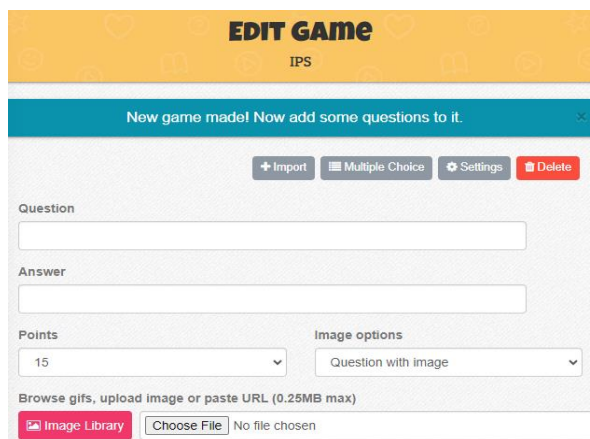 EDIT GAME
IPS
New game made! Now add some questions to it. ×
+ Import Multiple Choice Settings Delete
Question
Answer
Points Image options
15 Question with image
Browse gifs, upload image or paste URL (0.25MB max)
Image Library Choose File No file chosen